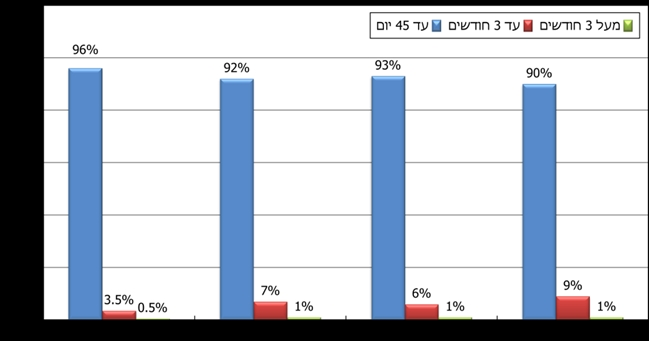 עד 45 יום עד 3 חודשים מעל 3 חודשים
96% 92% 93% 90%
3.5% 0.5% 7% 1% 6% 1% 9% 1%